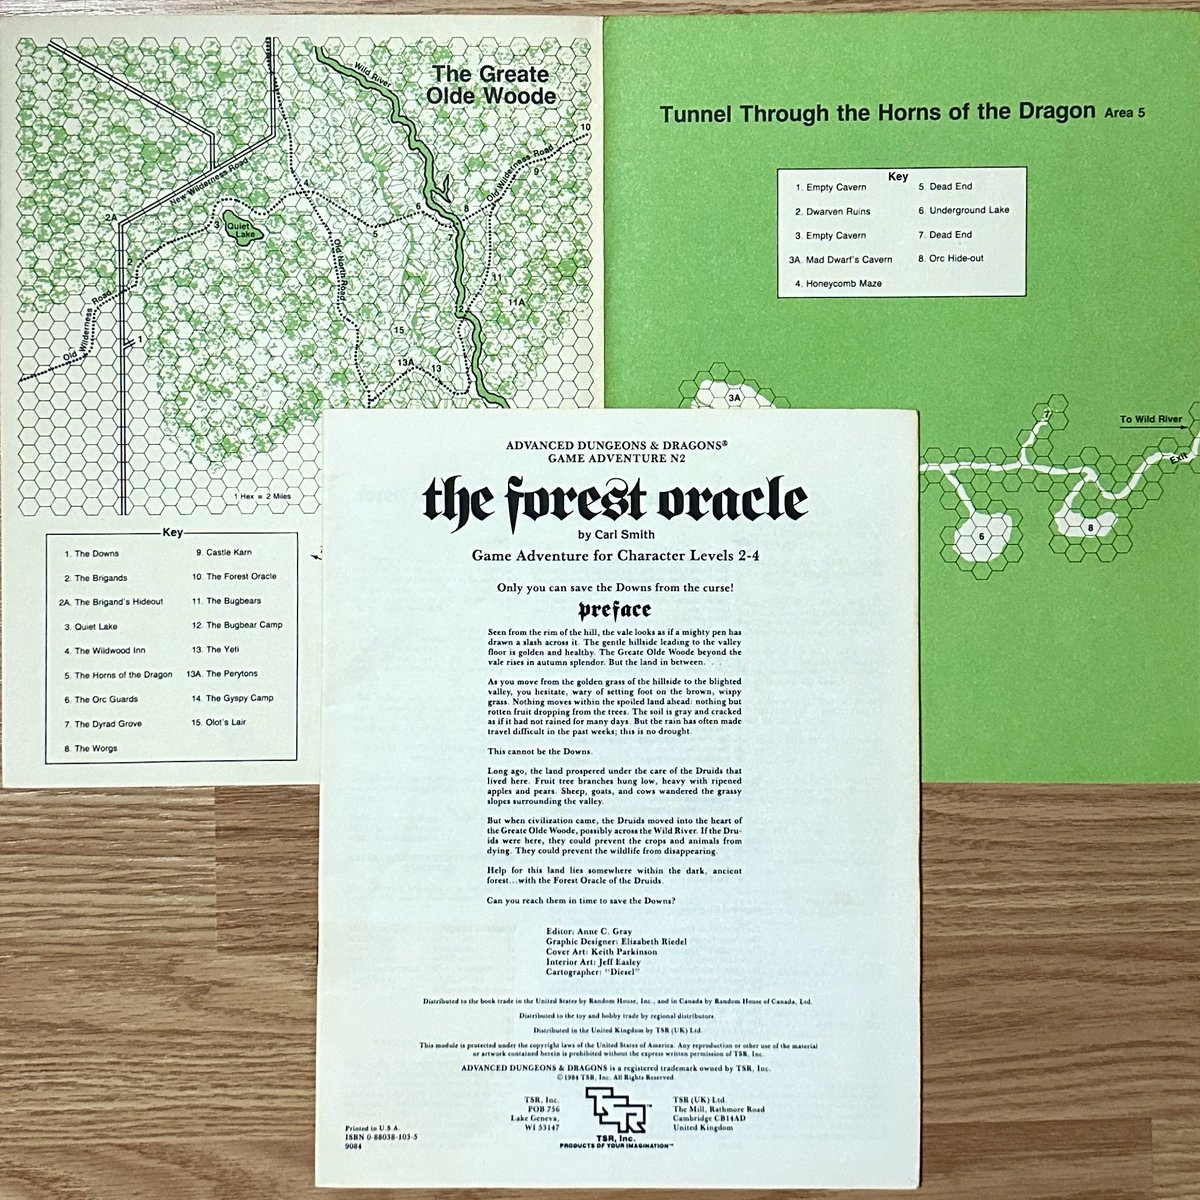 The Greate
Olde Woode
Wild River
10
Old Wilderness Road
9
New Wilderness Road
2A
4
6
8
3
Quiet
Lake
5
7
2
Old North Road
11
11A
12
Old Wilderness Road
1
15
13A
13
1 Hex = 2 Miles
Key
1. The Downs
2. The Brigands
2A. The Brigand's Hideout
3. Quiet Lake
4. The Wildwood Inn
5. The Horns of the Dragon
6. The Orc Guards
7. The Dyrad Grove
8. The Worgs
9. Castle Karn
10. The Forest Oracle
11. The Bugbears
12. The Bugbear Camp
13. The Yeti
13A. The Perytons
14. The Gyspy Camp
15. Olot's Lair
Tunnel Through the Horns of the Dragon Area 5
Key
1. Empty Cavern
2. Dwarven Ruins
3. Empty Cavern
3A. Mad Dwarf's Cavern
4. Honeycomb Maze
5. Dead End
6. Underground Lake
7. Dead End
8. Orc Hide-out
3A
7
To Wild River
Exit
6
8
ADVANCED DUNGEONS & DRAGONS®
GAME ADVENTURE N2
the forest oracle
by Carl Smith
Game Adventure for Character Levels 2-4
Only you can save the Downs from the curse!
preface
Seen from the rim of the hill, the vale looks as if a mighty pen has
drawn a slash across it. The gentle hillside leading to the valley
floor is golden and healthy. The Greate Olde Woode beyond the
vale rises in autumn splendor. But the land in between. . .
As you move from the golden grass of the hillside to the blighted
valley, you hesitate, wary of setting foot on the brown, wispy
grass. Nothing moves within the spoiled land ahead: nothing but
rotten fruit dropping from the trees. The soil is gray and cracked
as if it had not rained for many days. But the rain has often made
travel difficult in the past weeks; this is no drought.
This cannot be the Downs.
Long ago, the land prospered under the care of the Druids that
lived here. Fruit tree branches hung low, heavy with ripened
apples and pears. Sheep, goats, and cows wandered the grassy
slopes surrounding the valley.
But when civilization came, the Druids moved into the heart of
the Greate Olde Woode, possibly across the Wild River. If the Dru-
ids were here, they could prevent the crops and animals from
dying. They could prevent the wildlife from disappearing.
Help for this land lies somewhere within the dark, ancient
forest...with the Forest Oracle of the Druids.
Can you reach them in time to save the Downs?
Editor: Anne C. Gray
Graphic Designer: Elizabeth Riedel
Cover Art: Keith Parkinson
Interior Art: Jeff Easley
Cartographer: "Diesel"
Distributed to the book trade in the United States by Random House, Inc., and in Canada by Random House of Canada, Ltd.
Distributed to the toy and hobby trade by regional distributors.
Distributed in the United Kingdom by TSR (UK) Ltd.
This module is protected under the copyright laws of the United States of America. Any reproduction or other use of the material
or artwork contained herein is prohibited without the express written permission of TSR, Inc.
ADVANCED DUNGEONS & DRAGONS is a registered trademark owned by TSR, Inc.
©1984 TSR, Inc. All Rights Reserved.
TSR, Inc.
POB 756
Lake Geneva,
WI 53147
TSR™
TSR, Inc.
PRODUCTS OF YOUR IMAGINATION™
TSR (UK) Ltd.
The Mill, Rathmore Road
Cambridge CB14AD
United Kingdom
Printed in U.S.A.
ISBN 0-88038-103-5
9084